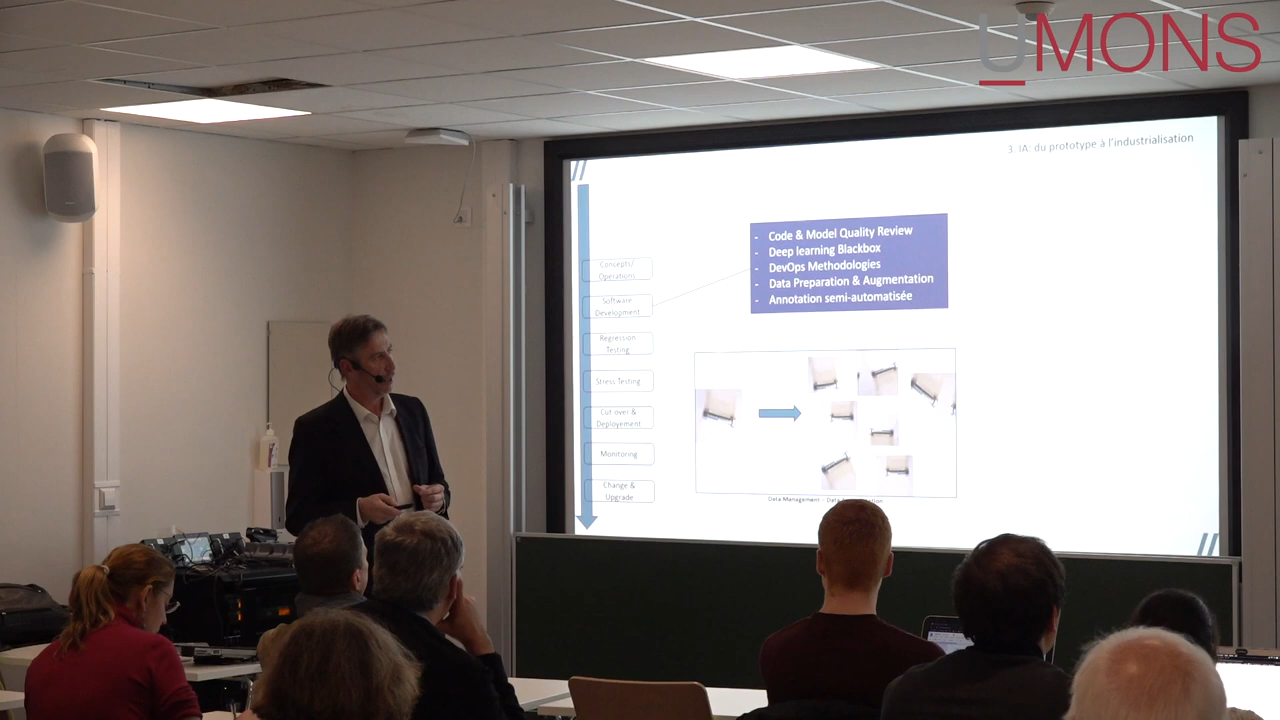 UMONS
3. IA: du prototype à l'industrialisation
- Code & Model Quality Review
- Deep learning Blackbox
- DevOps Methodologies
- Data Preparation & Augmentation
- Annotation semi-automatisée
Concepts/
Operations
Software
Development
Regression
Testing
Stress Testing
Cut-over &
Deployement
Monitoring
Change &
Upgrade
Data Management - Data